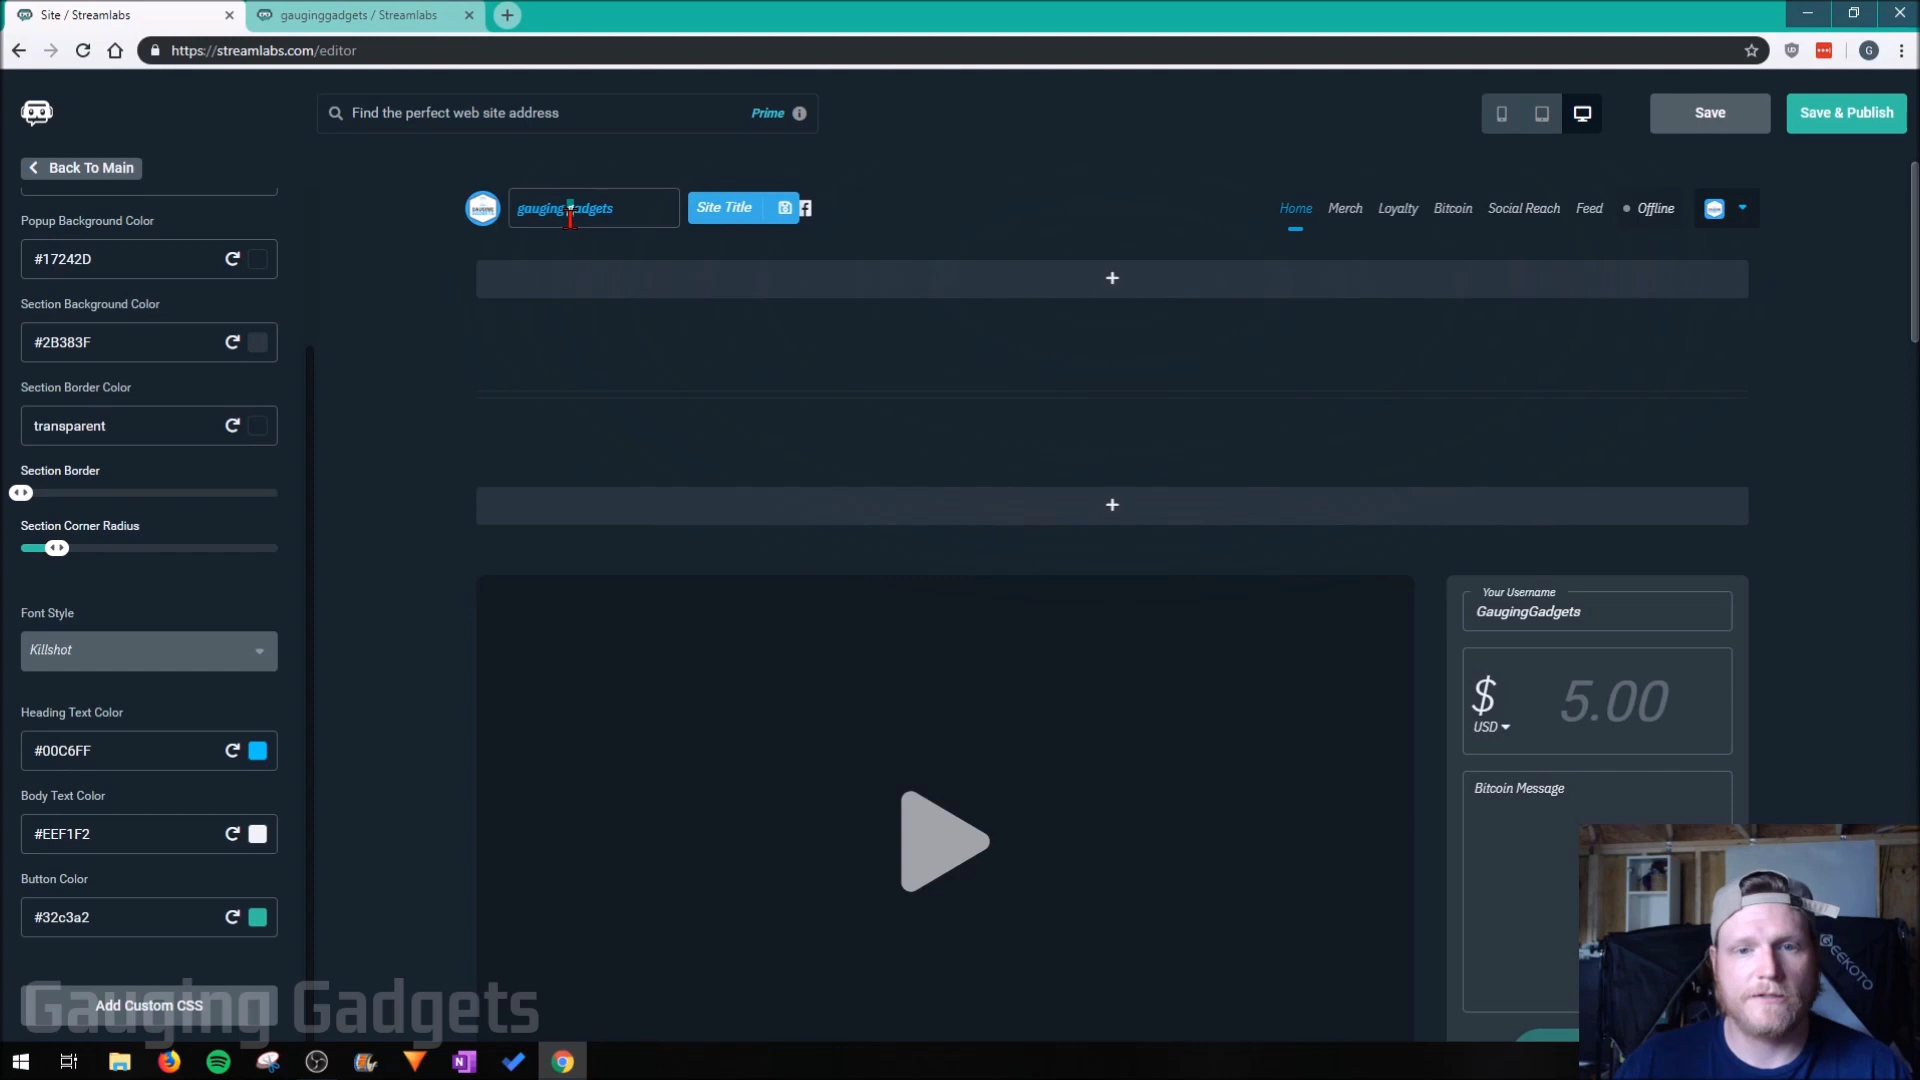 Site / Streamlabs
gauginggadgets / Streamlabs
https://streamlabs.com/editor
G
Find the perfect web site address
Prime
Save
Save & Publish
Back To Main
gauginggadgets
Site Title
Home
Merch
Loyalty
Bitcoin
Social Reach
Feed
Offline
Popup Background Color
#17242D
Section Background Color
#2B383F
Section Border Color
transparent
Section Border
Section Corner Radius
Font Style
Killshot
Heading Text Color
#00C6FF
Body Text Color
#EEF1F2
Button Color
#32c3a2
Add Custom CSS
Your Username
GaugingGadgets
$
USD
5.00
Bitcoin Message
Gauging Gadgets
GEEKOTO